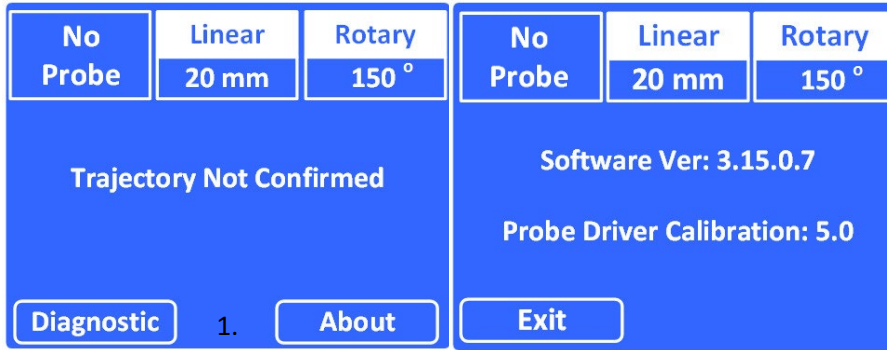 No Probe
Linear
Rotary
20 mm
150 °
Trajectory Not Confirmed
Diagnostic
1.
About
No Probe
Linear
Rotary
20 mm
150 °
Software Ver: 3.15.0.7
Probe Driver Calibration: 5.0
Exit